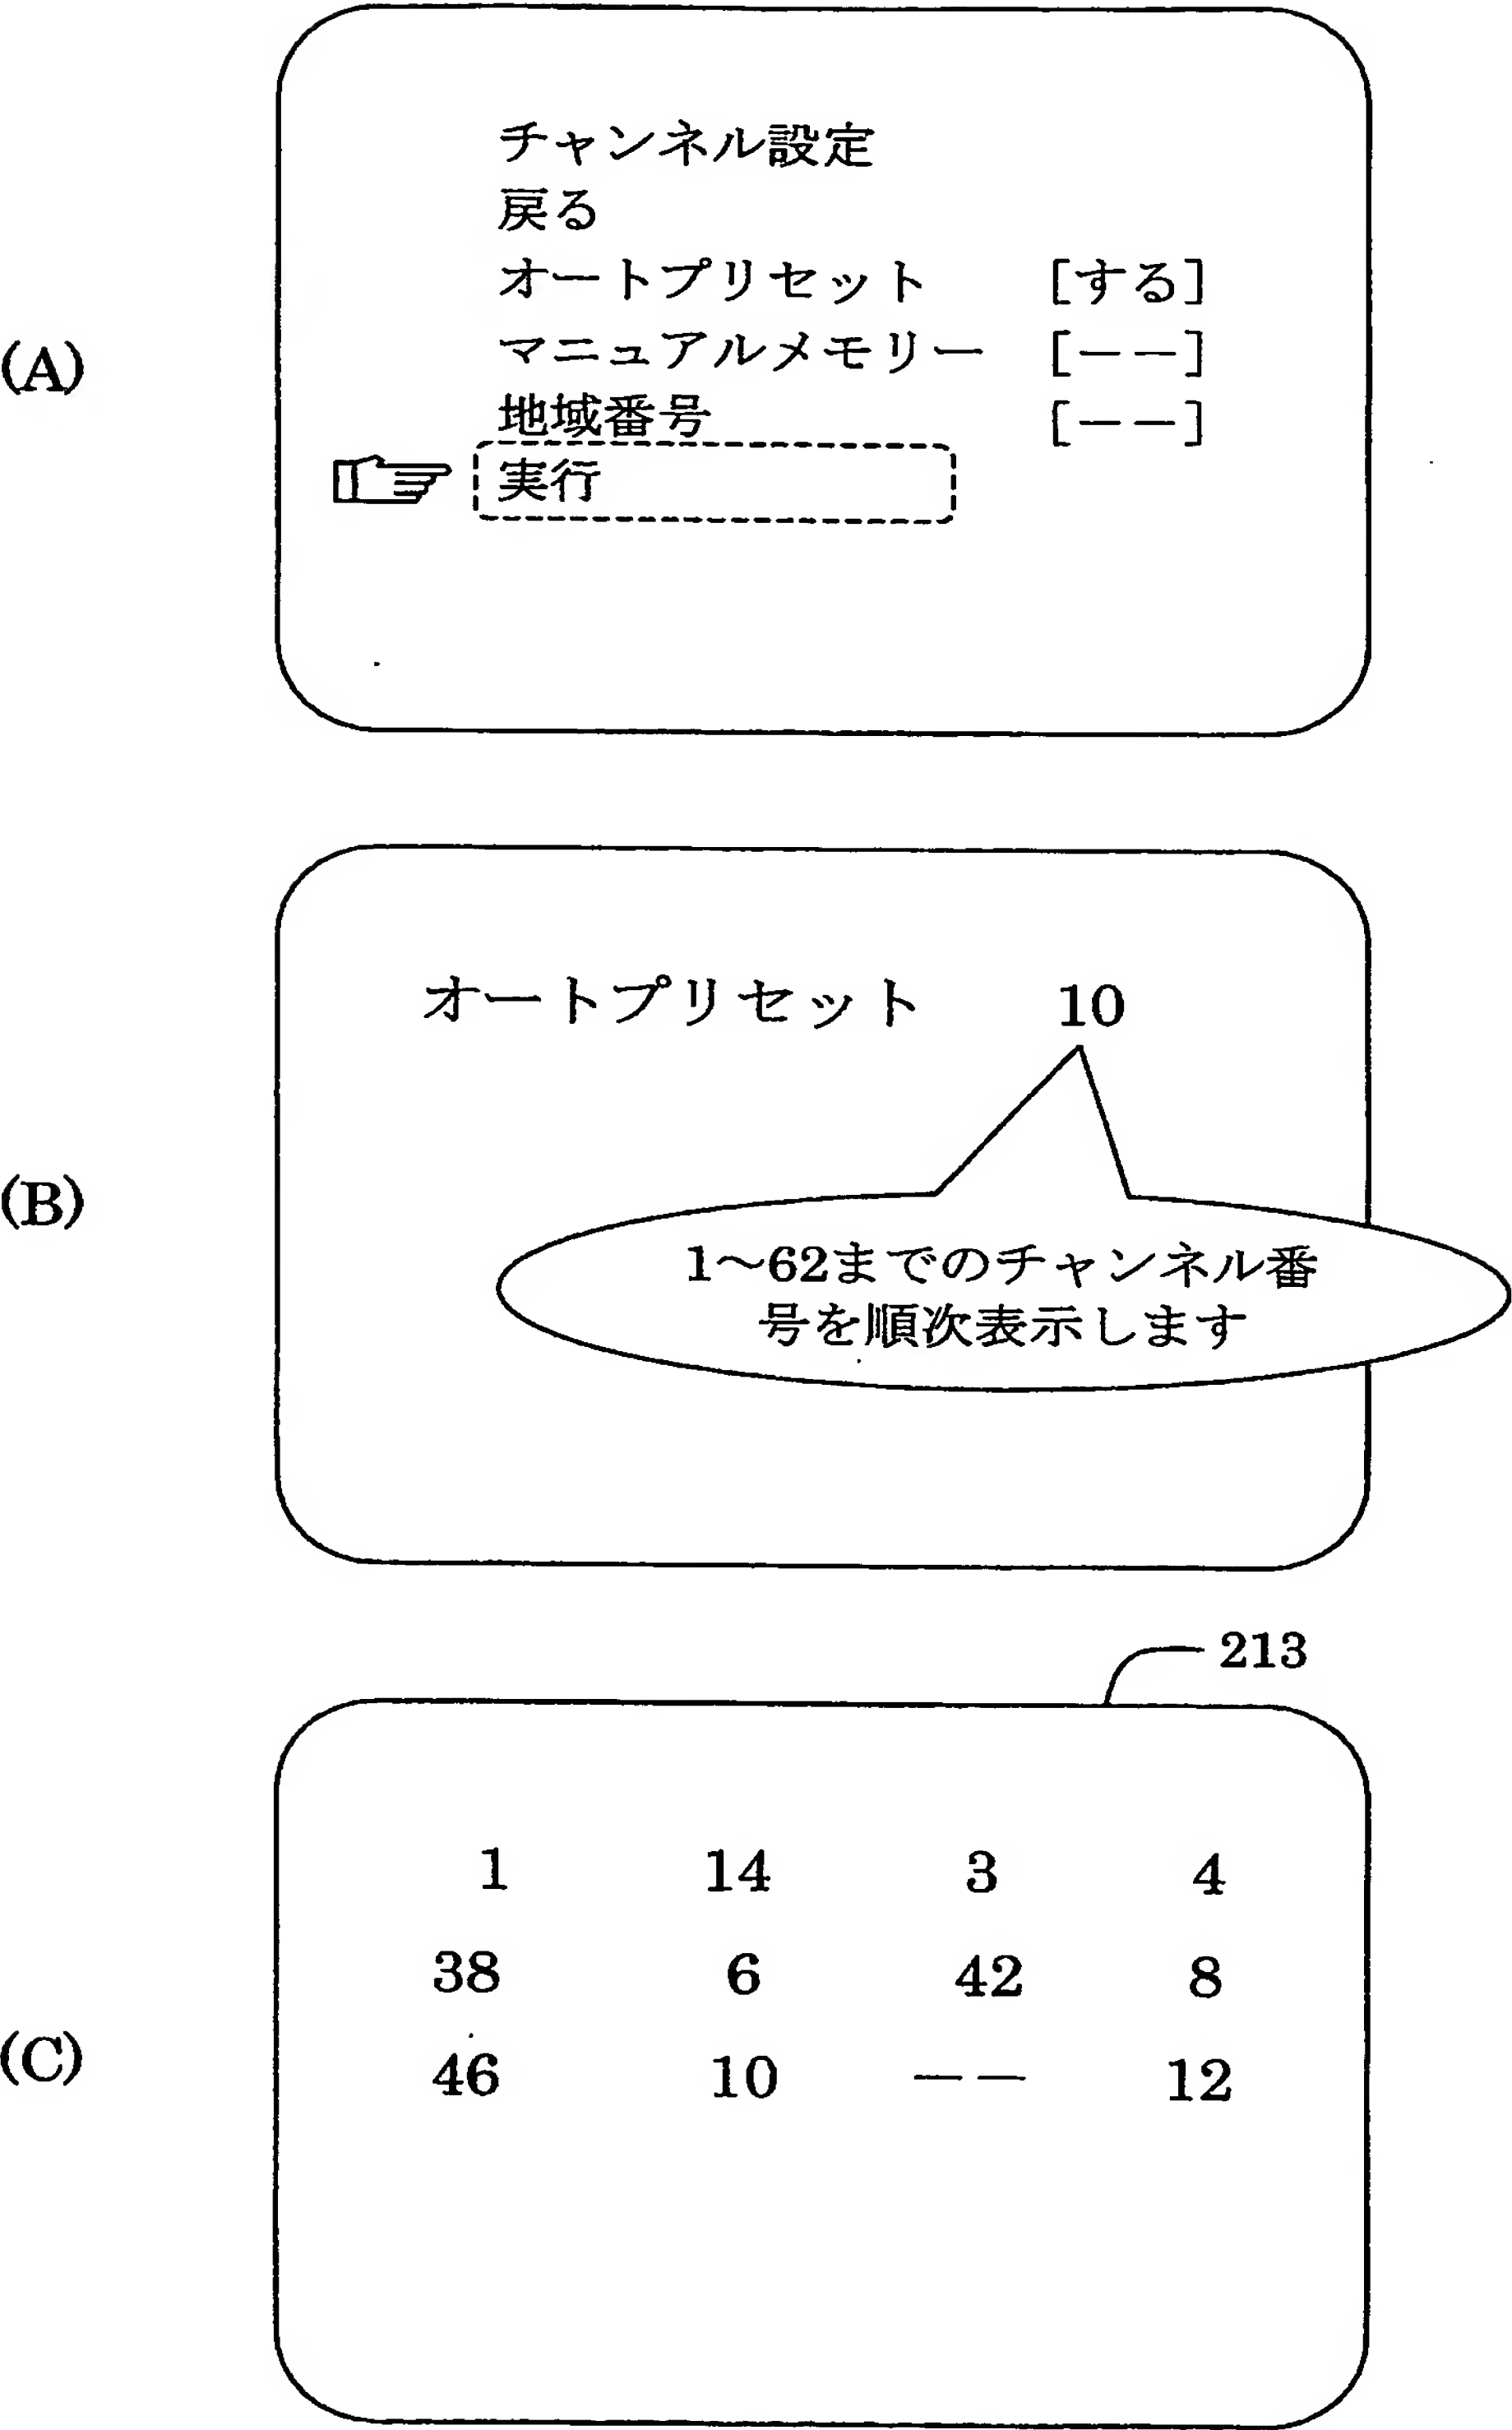 (A)
チャンネル設定
戻る
オートプリセット [する]
マニュアルメモリー [――]
地域番号 [――]
実行
(B)
オートプリセット 10
1〜62までのチャンネル番
号を順次表示します
213
(C)
1 14 3 4
38 6 42 8
46 10 ―― 12